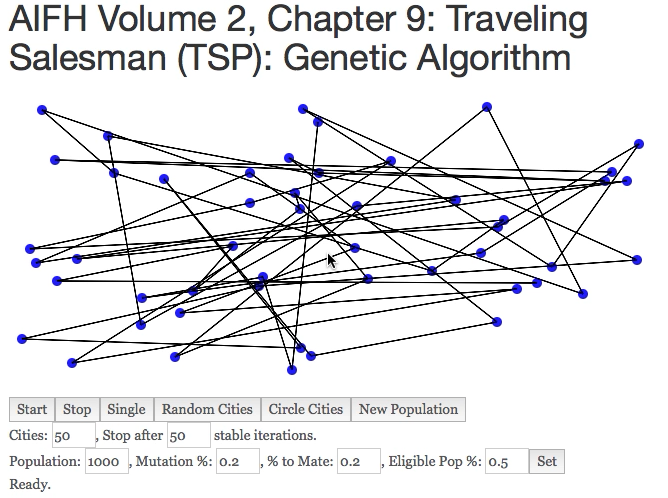 AIFH Volume 2, Chapter 9: Traveling
Salesman (TSP): Genetic Algorithm
Start Stop Single Random Cities Circle Cities New Population
Cities: 50 , Stop after 50 stable iterations.
Population: 1000 , Mutation %: 0.2 , % to Mate: 0.2 , Eligible Pop %: 0.5 Set
Ready.